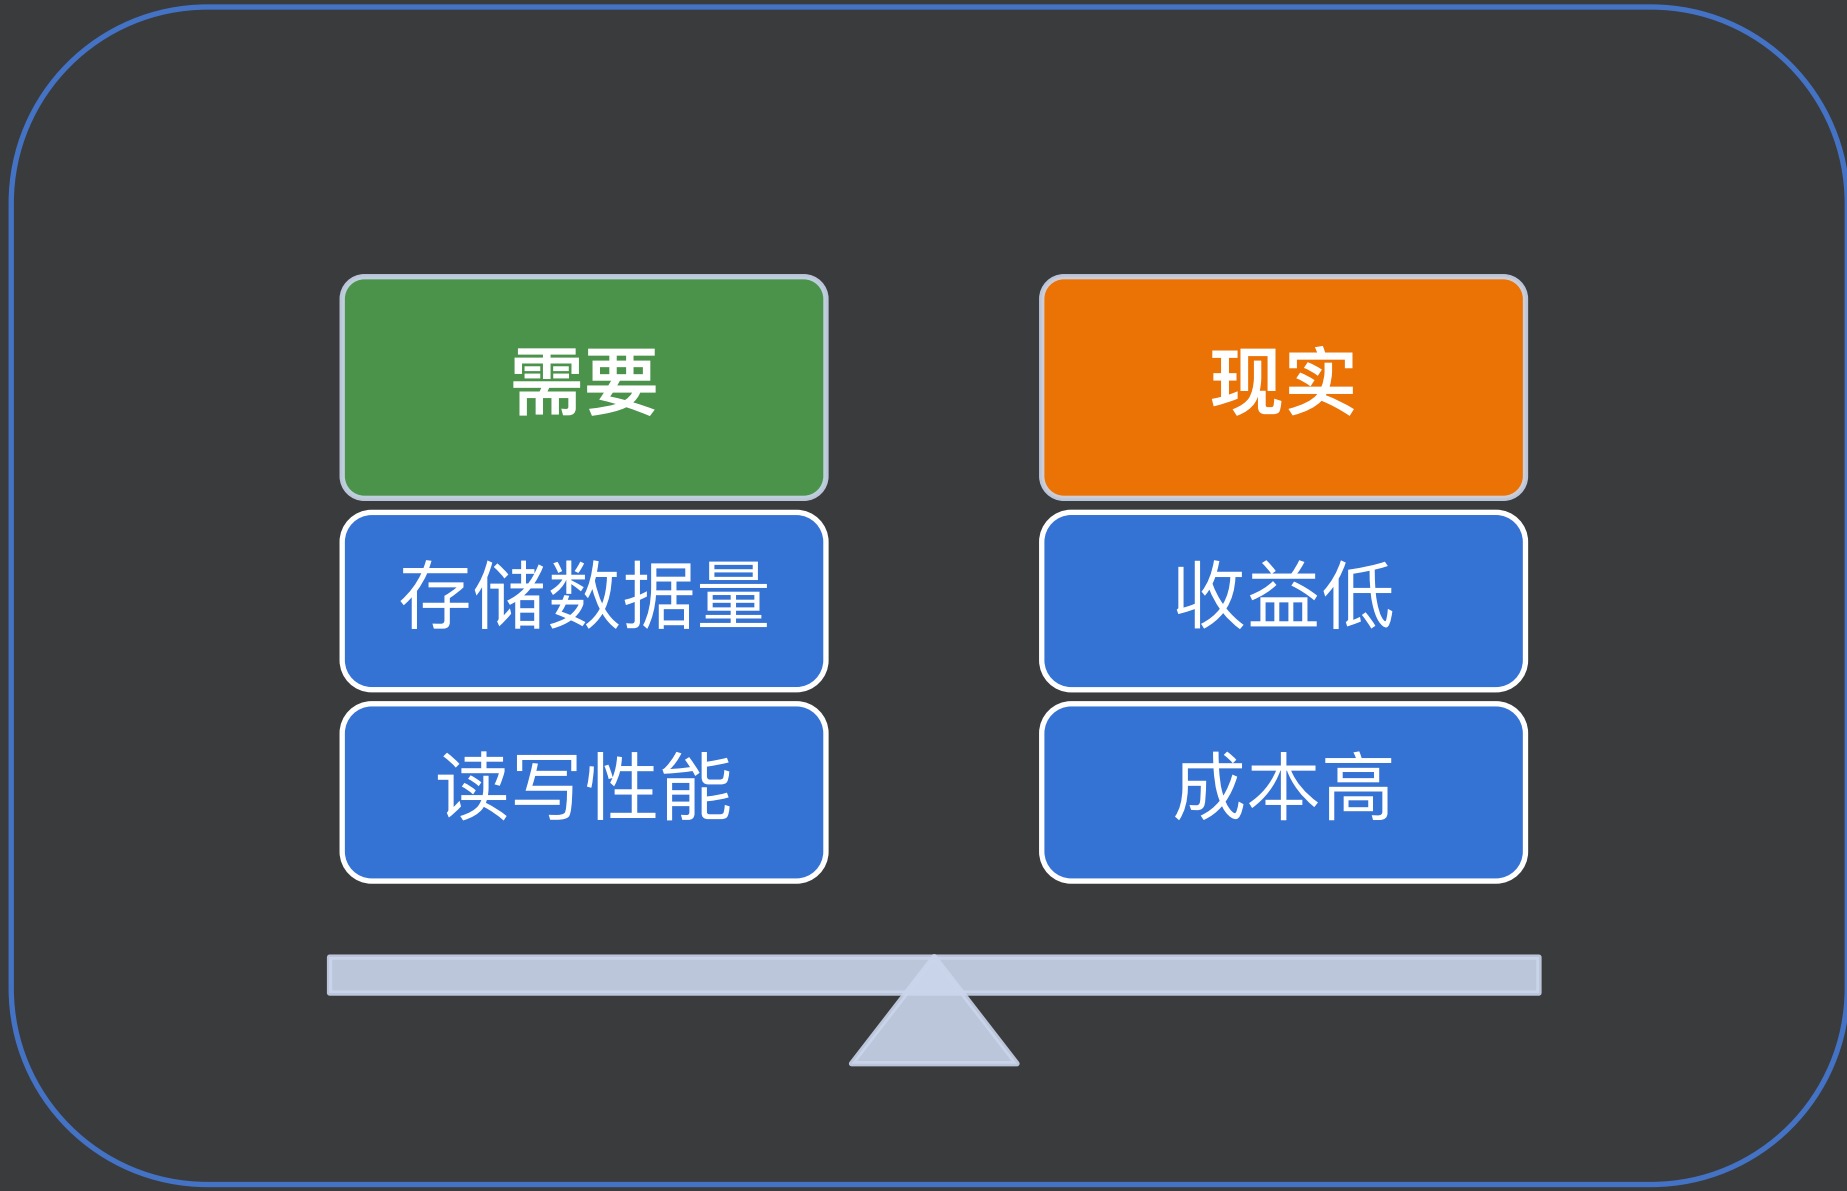 需要
存储数据量
读写性能
现实
收益低
成本高